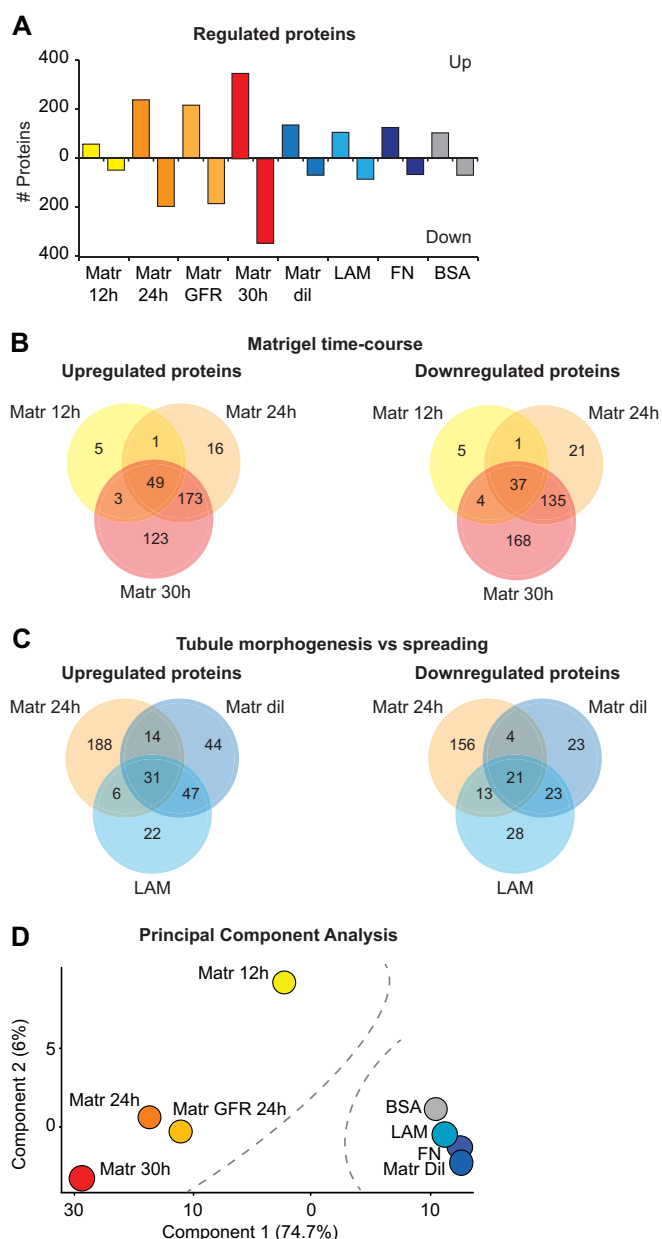 A
Regulated proteins
400
Up
200
0
200
Down
400
# Proteins
Matr 12h
Matr 24h
Matr GFR
Matr 30h
Matr dil
LAM
FN
BSA
B
Matrigel time-course
Upregulated proteins
Downregulated proteins
Matr 12h
Matr 24h
5
1
16
49
3
173
123
Matr 30h
Matr 12h
Matr 24h
5
1
21
37
4
135
168
Matr 30h
C
Tubule morphogenesis vs spreading
Upregulated proteins
Downregulated proteins
Matr 24h
Matr dil
188
14
44
31
6
47
22
LAM
Matr 24h
Matr dil
156
4
23
21
13
23
28
LAM
D
Principal Component Analysis
Matr 12h
5
Component 2 (6%)
Matr 24h
Matr GFR 24h
BSA
0
LAM
FN
Matr 30h
Matr Dil
30
10
0
10
Component 1 (74.7%)